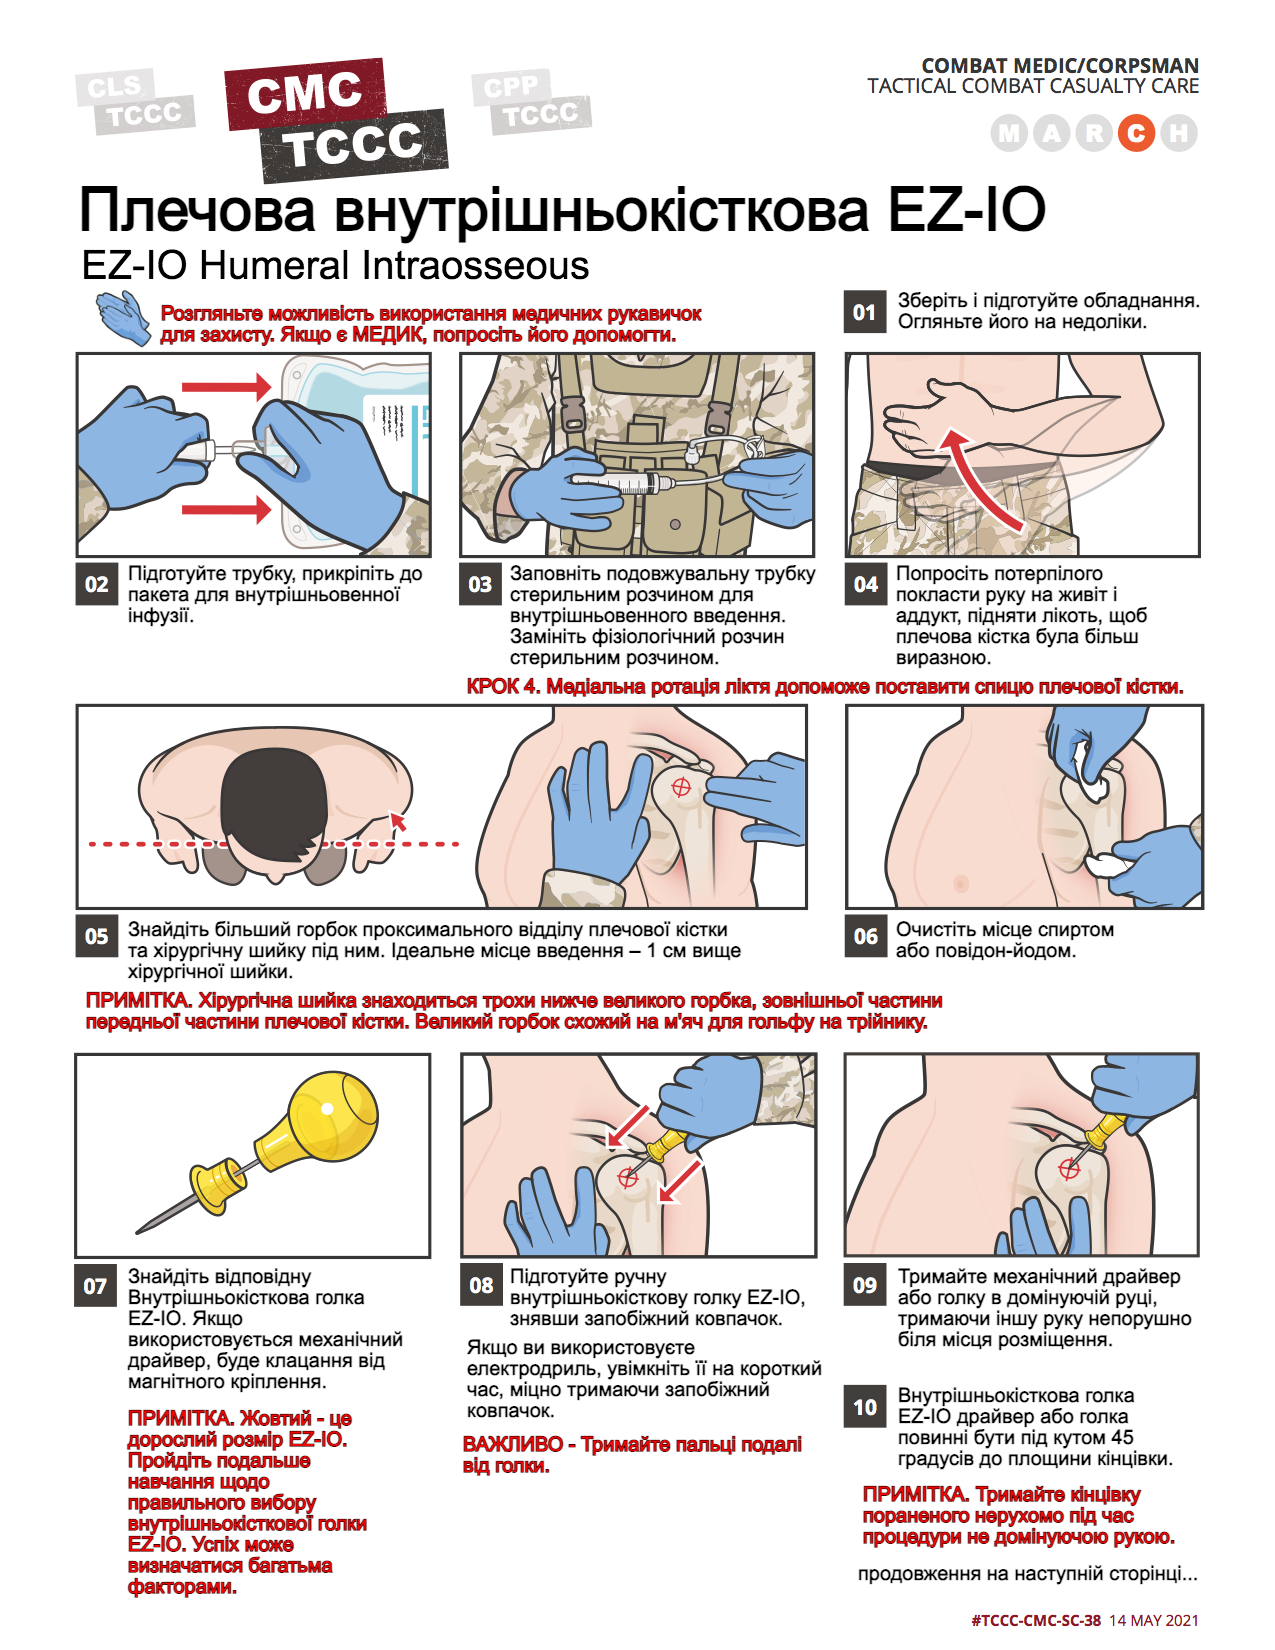 CLS
TCCC
CMC
TCCC
CPP
TCCC
COMBAT MEDIC/CORPSMAN
TACTICAL COMBAT CASUALTY CARE
M A R C H
Плечова внутрішньокісткова EZ-IO
EZ-IO Humeral Intraosseous
Розгляньте можливість використання медичних рукавичок
для захисту. Якщо є МЕДИК, попросіть його допомогти.
01
Зберіть і підготуйте обладнання.
Огляньте його на недоліки.
02
Підготуйте трубку, прикріпіть до
пакета для внутрішньовенної
інфузії.
03
Заповніть подовжувальну трубку
стерильним розчином для
внутрішньовенного введення.
Замініть фізіологічний розчин
стерильним розчином.
04
Попросіть потерпілого
покласти руку на живіт і
аддукт, підняти лікоть, щоб
плечова кістка була більш
виразною.
КРОК 4. Медіальна ротація ліктя допоможе поставити спицю плечової кістки.
05
Знайдіть більший горбок проксимального відділу плечової кістки
та хірургічну шийку під ним. Ідеальне місце введення – 1 см вище
хірургічної шийки.
06
Очистіть місце спиртом
або повідон-йодом.
ПРИМІТКА. Хірургічна шийка знаходиться трохи нижче великого горбка, зовнішньої частини
передньої частини плечової кістки. Великий горбок схожий на м'яч для гольфу на трійнику.
07
Знайдіть відповідну
Внутрішньокісткова голка
EZ-IO. Якщо
використовується механічний
драйвер, буде клацання від
магнітного кріплення.
ПРИМІТКА. Жовтий - це
дорослий розмір EZ-IO.
Пройдіть подальше
навчання щодо
правильного вибору
внутрішньокісткової голки
EZ-IO. Успіх може
визначатися багатьма
факторами.
08
Підготуйте ручну
внутрішньокісткову голку EZ-IO,
знявши запобіжний ковпачок.
Якщо ви використовуєте
електродриль, увімкніть її на короткий
час, міцно тримаючи запобіжний
ковпачок.
ВАЖЛИВО - Тримайте пальці подалі
від голки.
09
Тримайте механічний драйвер
або голку в домінуючій руці,
тримаючи іншу руку непорушно
біля місця розміщення.
10
Внутрішньокісткова голка
EZ-IO драйвер або голка
повинні бути під кутом 45
градусів до площини кінцівки.
ПРИМІТКА. Тримайте кінцівку
пораненого нерухомо під час
процедури не домінуючою рукою.
продовження на наступній сторінці...
#TCCC-CMC-SC-38 14 MAY 2021